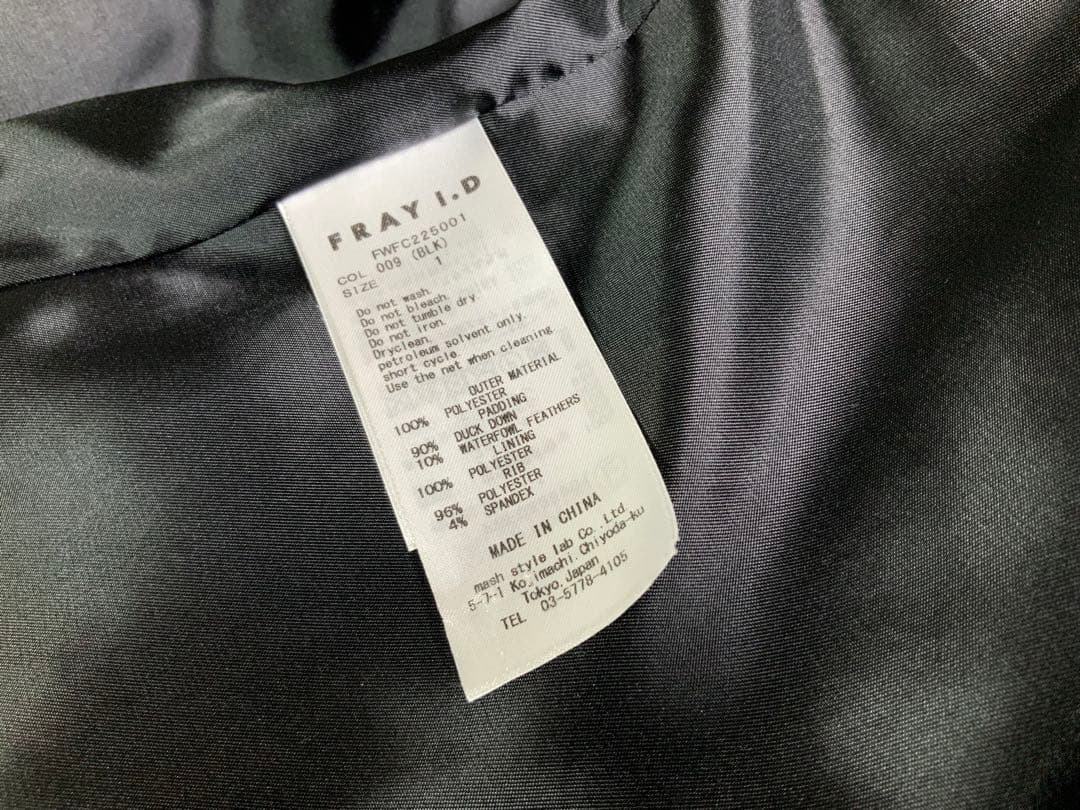 FRAY I.D
FWFC225001
COL 009 (BLK)
SIZE 1
Do not wash.
Do not bleach.
Do not tumble dry.
Do not iron.
Dryclean.
petroleum solvent only.
short cycle.
Use the net when cleaning
OUTER MATERIAL
100% POLYESTER
PADDING
90% DUCK DOWN
10% WATERFOWL FEATHERS
LINING
100% POLYESTER
RIB
96% POLYESTER
4% SPANDEX
MADE IN CHINA
mash style lab Co.,Ltd
5-7-1 Kojimachi.Chiyoda-ku
Tokyo.Japan
TEL 03-5778-4105